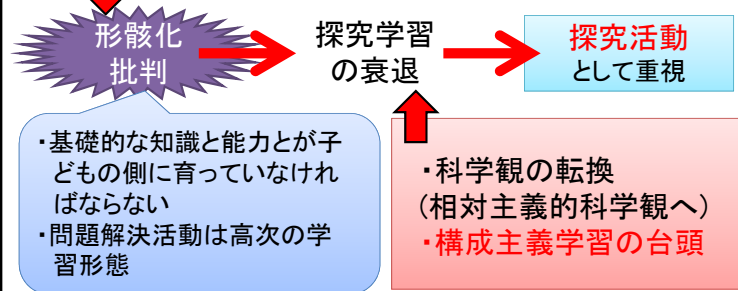 形骸化
批判
探究学習
の衰退
探究活動
として重視
・基礎的な知識と能力とが子
どもの側に育っていなけれ
ばならない
・問題解決活動は高次の学
習形態
・科学観の転換
(相対主義的科学観へ)
・構成主義学習の台頭